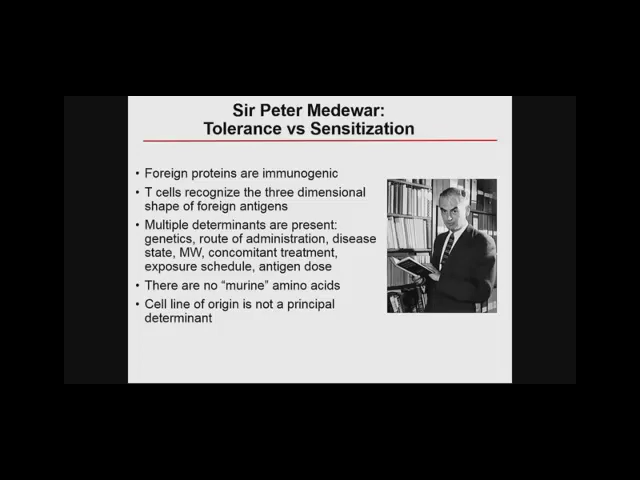 Sir Peter Medewar:
Tolerance vs Sensitization
• Foreign proteins are immunogenic
• T cells recognize the three dimensional
shape of foreign antigens
• Multiple determinants are present:
genetics, route of administration, disease
state, MW, concomitant treatment,
exposure schedule, antigen dose
• There are no “murine” amino acids
• Cell line of origin is not a principal
determinant